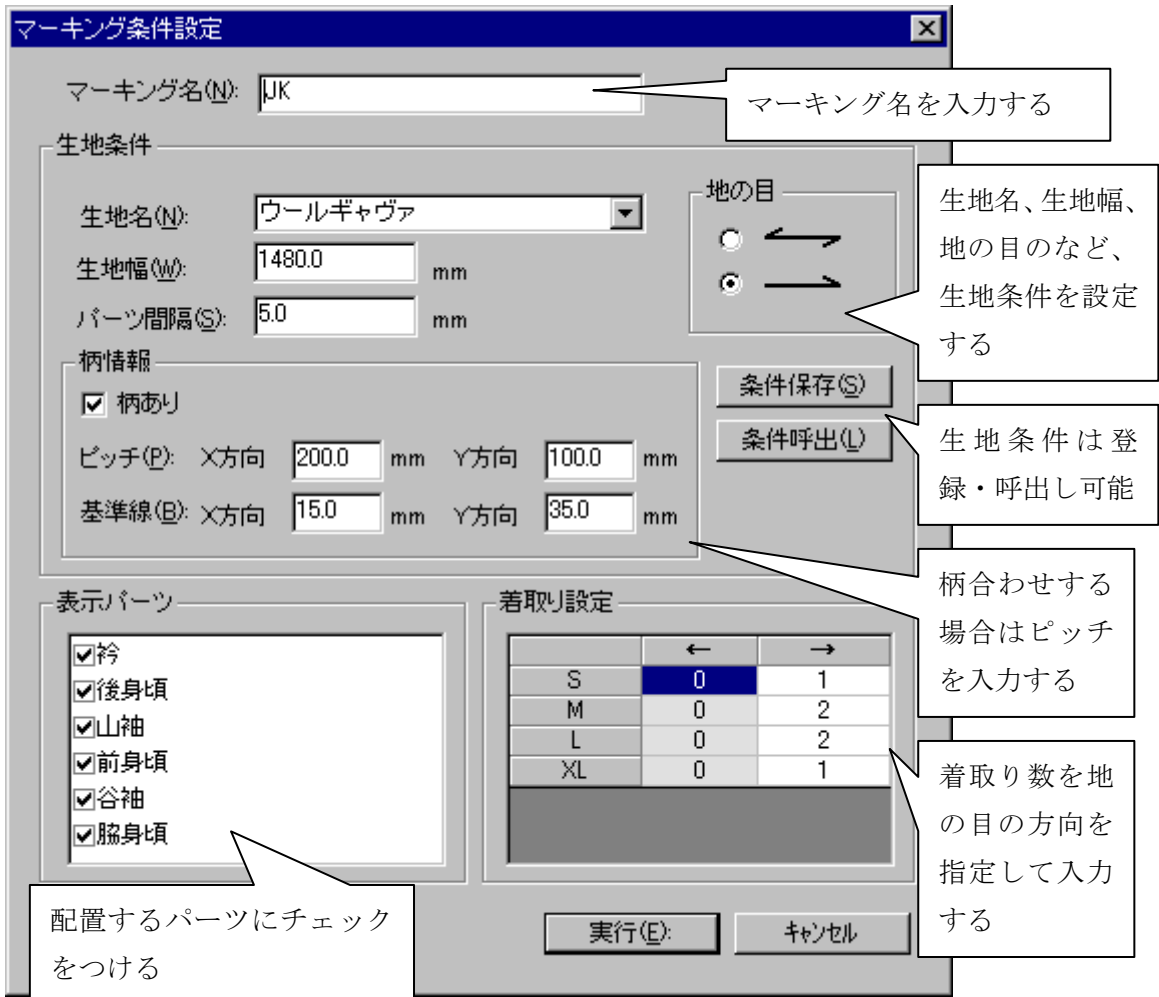 マーキング条件設定
マーキング名(N): JK
マーキング名を入力する
生地条件
生地名(N): ウールギャヴァ
生地幅(W): 1480.0 mm
パーツ間隔(S): 5.0 mm
地の目
生地名、生地幅、
地の目のなど、
生地条件を設定
する
柄情報
柄あり
ピッチ(P): X方向 200.0 mm Y方向 100.0 mm
基準線(B): X方向 15.0 mm Y方向 35.0 mm
条件保存(S)
条件呼出(L)
生地条件は登
録・呼出し可能
柄合わせする
場合はピッチ
を入力する
表示パーツ
衿
後身頃
山袖
前身頃
谷袖
脇身頃
配置するパーツにチェック
をつける
着取り設定
← →
S 0 1
M 0 2
L 0 2
XL 0 1
着取り数を地
の目の方向を
指定して入力
する
実行(E):
キャンセル